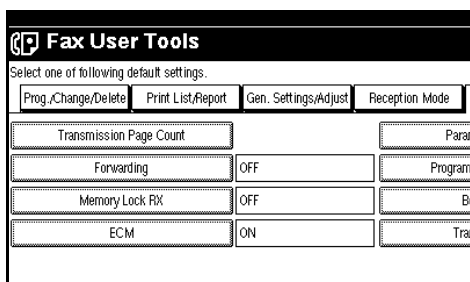 Fax User Tools
Select one of following default settings.
Prog./Change/Delete Print List/Report Gen. Settings/Adjust Reception Mode
Transmission Page Count
Forwarding OFF
Memory Lock RX OFF
ECM ON